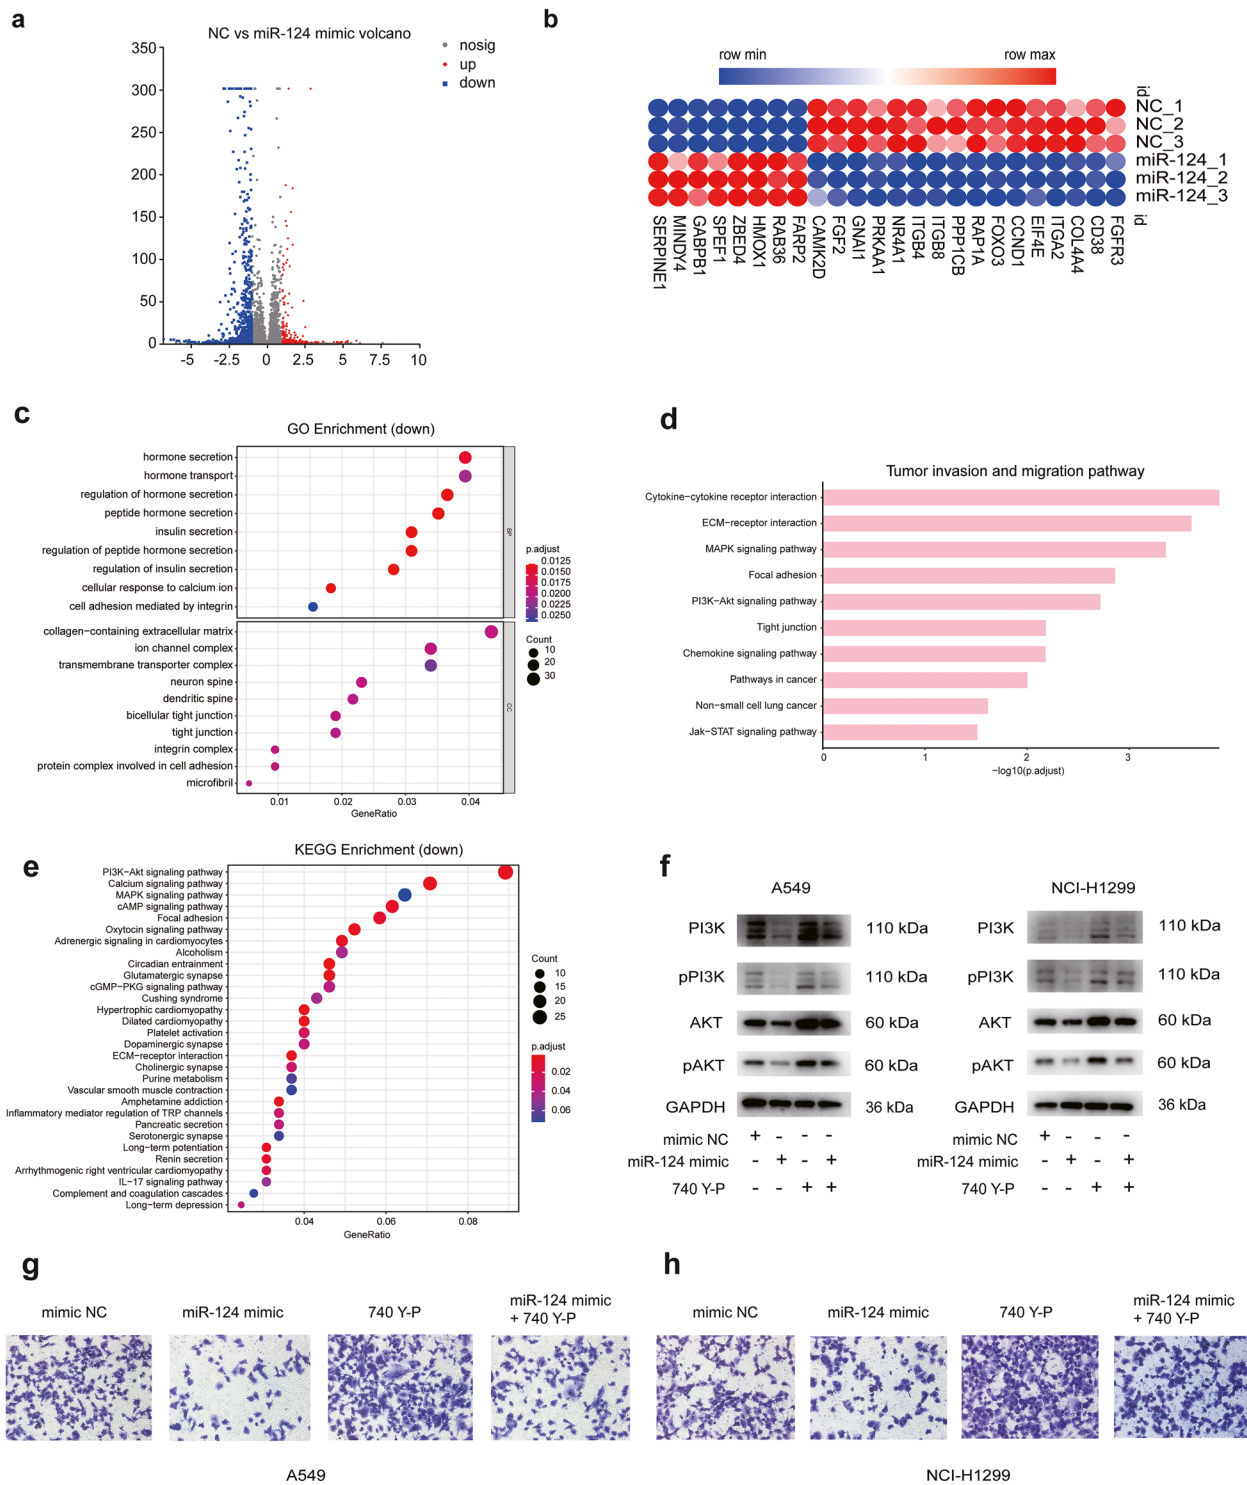 a
NC vs miR-124 mimic volcano
nosig
up
down
350
300
250
200
150
100
50
0
-5
-2.5
0
2.5
5
7.5
10
b
row min
row max
id
NC_1
NC_2
NC_3
miR-124_1
miR-124_2
miR-124_3
id
SERPINE1
MINDY4
GABPB1
SPEF1
ZBED4
HMOX1
RAB36
FARP2
CAMK2D
FGF2
GNAI1
PRKAA1
NR4A1
ITGB4
ITGB8
PPP1CB
RAP1A
FOXO3
CCND1
EIF4E
ITGA2
COL4A4
CD38
FGFR3
c
GO Enrichment (down)
hormone secretion
hormone transport
regulation of hormone secretion
peptide hormone secretion
insulin secretion
regulation of peptide hormone secretion
regulation of insulin secretion
cellular response to calcium ion
cell adhesion mediated by integrin
BP
collagen−containing extracellular matrix
ion channel complex
transmembrane transporter complex
neuron spine
dendritic spine
bicellular tight junction
tight junction
integrin complex
protein complex involved in cell adhesion
microfibril
CC
0.01
0.02
0.03
0.04
GeneRatio
p.adjust
0.0125
0.0150
0.0175
0.0200
0.0225
0.0250
Count
10
20
30
d
Tumor invasion and migration pathway
Cytokine−cytokine receptor interaction
ECM−receptor interaction
MAPK signaling pathway
Focal adhesion
PI3K−Akt signaling pathway
Tight junction
Chemokine signaling pathway
Pathways in cancer
Non−small cell lung cancer
Jak−STAT signaling pathway
0
1
2
3
−log10(p.adjust)
e
KEGG Enrichment (down)
PI3K−Akt signaling pathway
Calcium signaling pathway
MAPK signaling pathway
cAMP signaling pathway
Focal adhesion
Oxytocin signaling pathway
Adrenergic signaling in cardiomyocytes
Alcoholism
Circadian entrainment
Glutamatergic synapse
cGMP−PKG signaling pathway
Cushing syndrome
Hypertrophic cardiomyopathy
Dilated cardiomyopathy
Platelet activation
Dopaminergic synapse
ECM−receptor interaction
Cholinergic synapse
Purine metabolism
Vascular smooth muscle contraction
Amphetamine addiction
Inflammatory mediator regulation of TRP channels
Pancreatic secretion
Serotonergic synapse
Long−term potentiation
Renin secretion
Arrhythmogenic right ventricular cardiomyopathy
IL−17 signaling pathway
Complement and coagulation cascades
Long−term depression
0.04
0.06
0.08
GeneRatio
Count
10
15
20
25
p.adjust
0.02
0.04
0.06
f
A549
PI3K 110 kDa
pPI3K 110 kDa
AKT 60 kDa
pAKT 60 kDa
GAPDH 36 kDa
mimic NC + - - -
miR-124 mimic - + - +
740 Y-P - - + +
NCI-H1299
PI3K 110 kDa
pPI3K 110 kDa
AKT 60 kDa
pAKT 60 kDa
GAPDH 36 kDa
mimic NC + - - -
miR-124 mimic - + - +
740 Y-P - - + +
g
mimic NC
miR-124 mimic
740 Y-P
miR-124 mimic
+ 740 Y-P
A549
h
mimic NC
miR-124 mimic
740 Y-P
miR-124 mimic
+ 740 Y-P
NCI-H1299